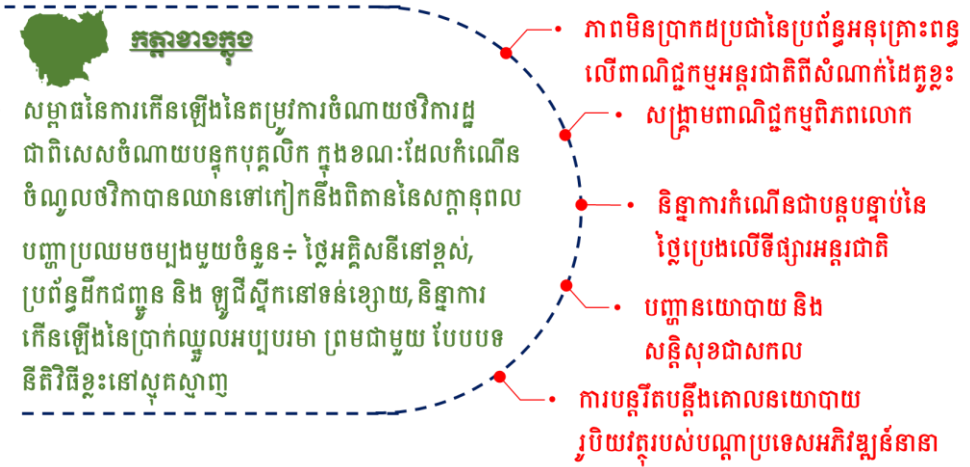 កត្តាខាងក្នុង
សម្ពាធនៃការកើនឡើងនៃតម្រូវការចំណាយថវិការដ្ឋ
ជាពិសេសចំណាយបន្ទុកបុគ្គលិក ក្នុងខណៈដែលកំណើន
ចំណូលថវិកាបានឈានទៅកៀកនឹងពិតាននៃសក្តានុពល
បញ្ហាប្រឈមចម្បងមួយចំនួន÷ ថ្លៃអគ្គិសនីនៅខ្ពស់,
ប្រព័ន្ធដឹកជញ្ជូន និង ឡូជីស្ទីកនៅទន់ខ្សោយ, និន្នាការ
កើនឡើងនៃប្រាក់ឈ្នួលអប្បបរមា ព្រមជាមួយ បែបបទ
នីតិវិធីខ្លះនៅស្មុគស្មាញ
• ភាពមិនប្រាកដប្រជានៃប្រព័ន្ធអនុគ្រោះពន្ធ
លើពាណិជ្ជកម្មអន្តរជាតិពីសំណាក់ដៃគូខ្លះ
• សង្គ្រាមពាណិជ្ជកម្មពិភពលោក
• និន្នាការកំណើនជាបន្តបន្ទាប់នៃ
ថ្លៃប្រេងលើទីផ្សារអន្តរជាតិ
• បញ្ហានយោបាយ និង
សន្តិសុខជាសកល
• ការបន្តរឹតបន្តឹងគោលនយោបាយ
រូបិយវត្ថុរបស់បណ្តាប្រទេសអភិវឌ្ឍន៍នានា